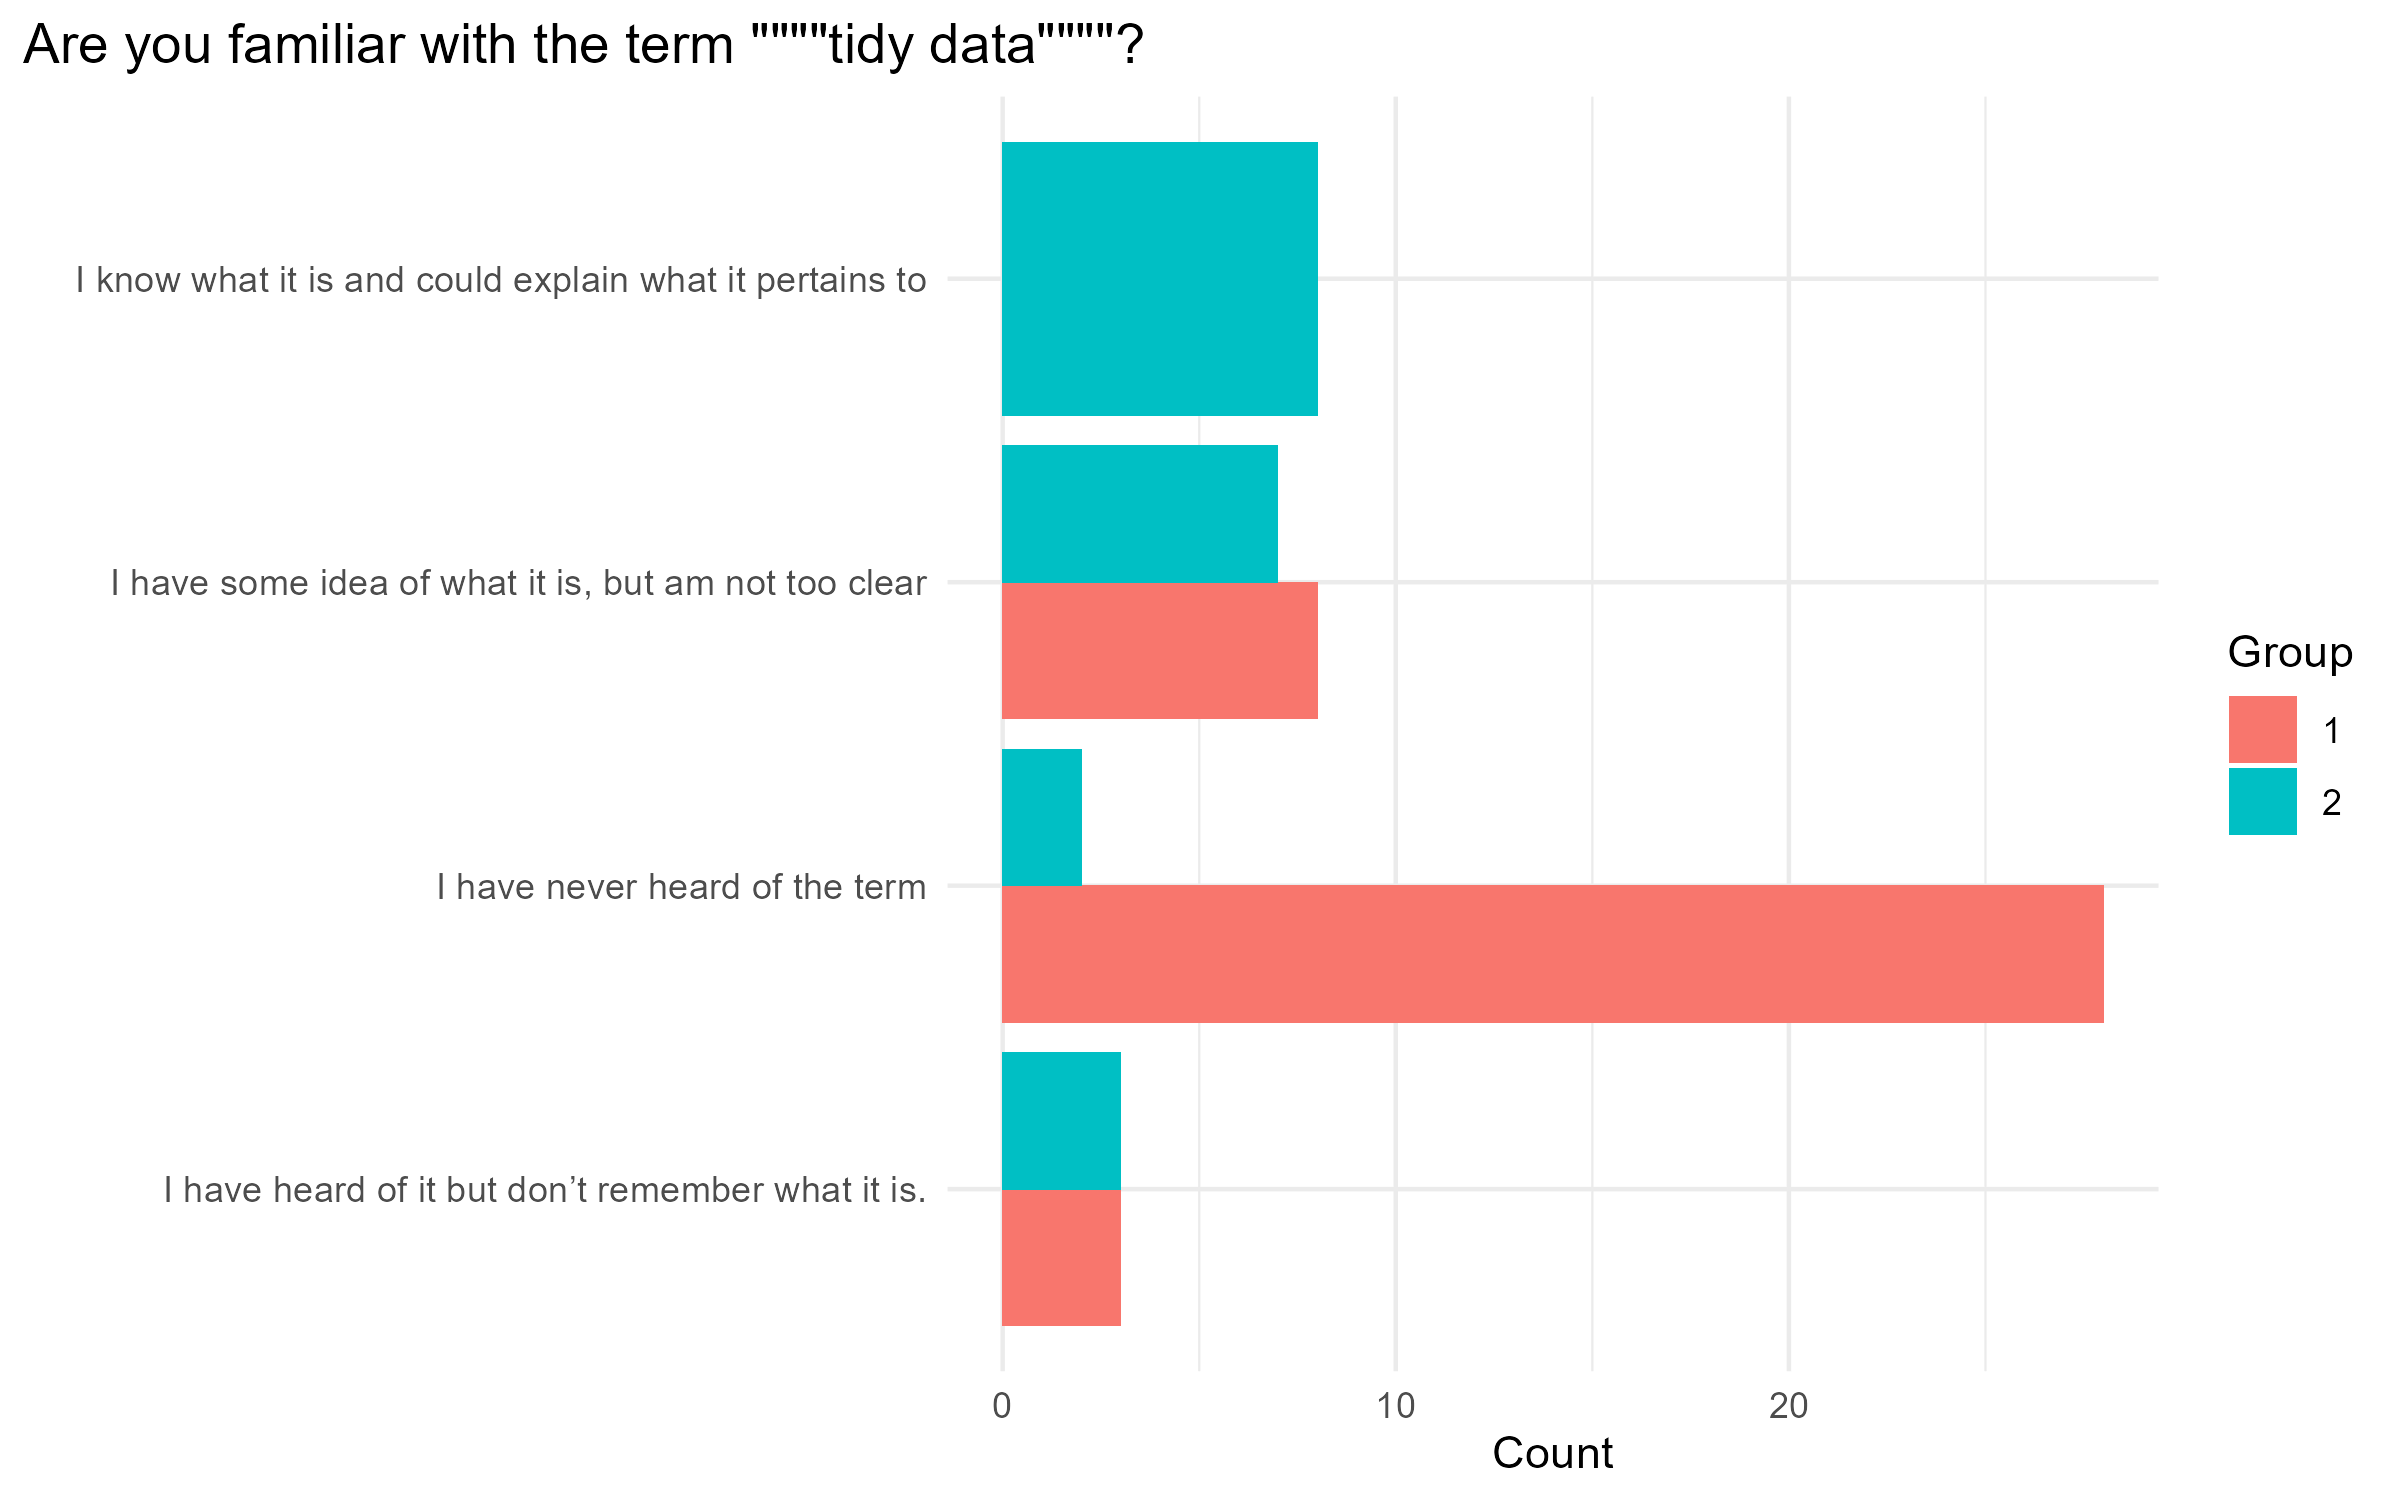 Are you familiar with the term """"tidy data""""?
I know what it is and could explain what it pertains to
I have some idea of what it is, but am not too clear
I have never heard of the term
I have heard of it but don’t remember what it is.
0
10
20
Count
Group
1
2